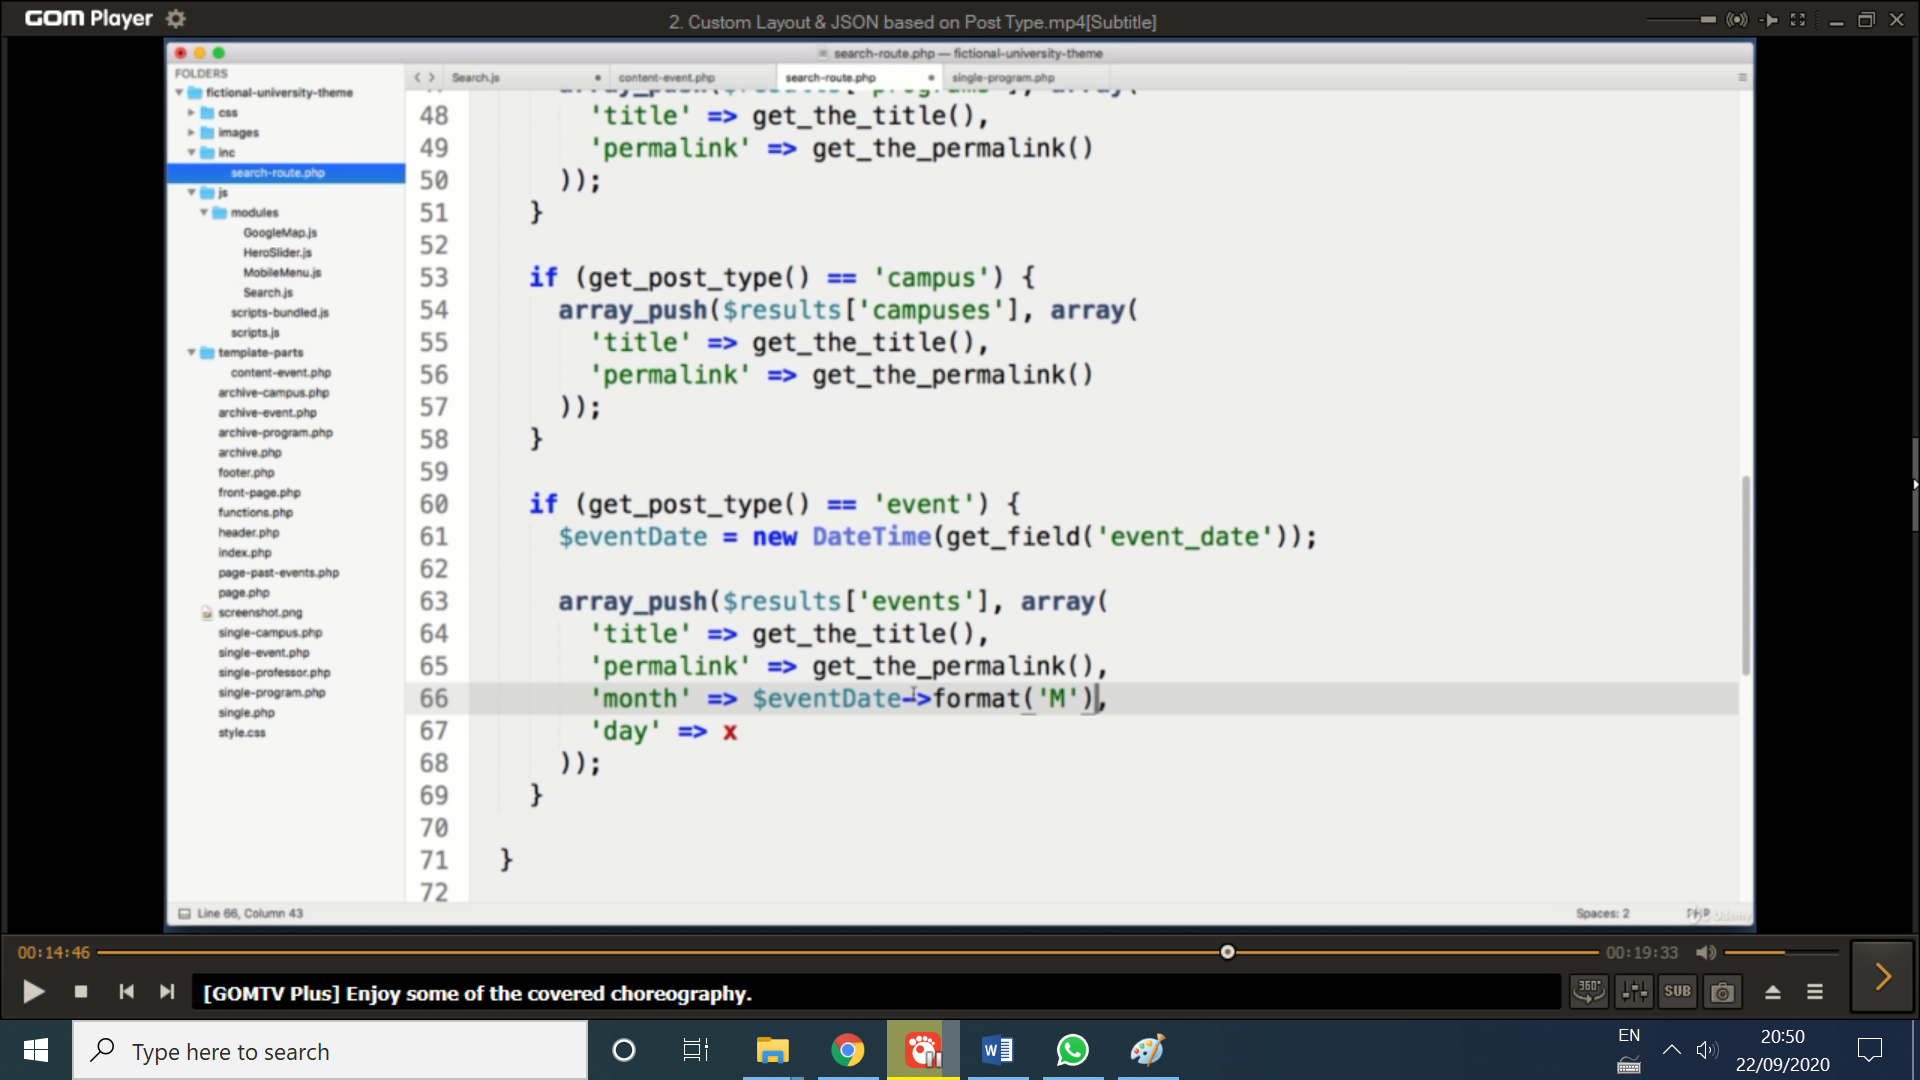 GOM Player
2. Custom Layout & JSON based on Post Type.mp4[Subtitle]
search-route.php — fictional-university-theme
FOLDERS
fictional-university-theme
css
images
inc
search-route.php
js
modules
GoogleMap.js
HeroSlider.js
MobileMenu.js
Search.js
scripts-bundled.js
scripts.js
template-parts
content-event.php
archive-campus.php
archive-event.php
archive-program.php
archive.php
footer.php
front-page.php
functions.php
header.php
index.php
page-past-events.php
page.php
screenshot.png
single-campus.php
single-event.php
single-professor.php
single-program.php
single.php
style.css
Search.js
content-event.php
search-route.php
single-program.php
48 'title' => get_the_title(),
49 'permalink' => get_the_permalink()
50 ));
51 }
52
53 if (get_post_type() == 'campus') {
54 array_push($results['campuses'], array(
55 'title' => get_the_title(),
56 'permalink' => get_the_permalink()
57 ));
58 }
59
60 if (get_post_type() == 'event') {
61 $eventDate = new DateTime(get_field('event_date'));
62
63 array_push($results['events'], array(
64 'title' => get_the_title(),
65 'permalink' => get_the_permalink(),
66 'month' => $eventDate->format('M'),
67 'day' => x
68 ));
69 }
70
71 }
72
Line 66, Column 43
Spaces: 2
00:14:46
00:19:33
[GOMTV Plus] Enjoy some of the covered choreography.
360°
SUB
Type here to search
EN
20:50
22/09/2020